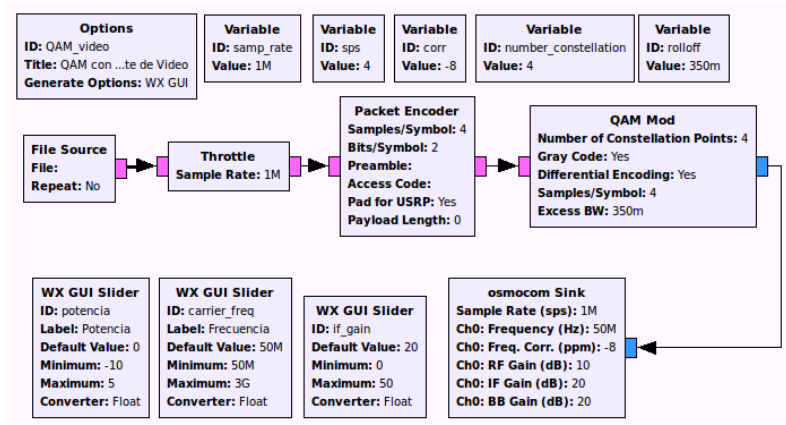 Options
ID: QAM_video
Title: QAM con ...te de Video
Generate Options: WX GUI
Variable
ID: samp_rate
Value: 1M
Variable
ID: sps
Value: 4
Variable
ID: corr
Value: -8
Variable
ID: number_constellation
Value: 4
Variable
ID: rolloff
Value: 350m
File Source
File:
Repeat: No
Throttle
Sample Rate: 1M
Packet Encoder
Samples/Symbol: 4
Bits/Symbol: 2
Preamble:
Access Code:
Pad for USRP: Yes
Payload Length: 0
QAM Mod
Number of Constellation Points: 4
Gray Code: Yes
Differential Encoding: Yes
Samples/Symbol: 4
Excess BW: 350m
WX GUI Slider
ID: potencia
Label: Potencia
Default Value: 0
Minimum: -10
Maximum: 5
Converter: Float
WX GUI Slider
ID: carrier_freq
Label: Frecuencia
Default Value: 50M
Minimum: 50M
Maximum: 3G
Converter: Float
WX GUI Slider
ID: if_gain
Default Value: 20
Minimum: 0
Maximum: 50
Converter: Float
osmocom Sink
Sample Rate (sps): 1M
Ch0: Frequency (Hz): 50M
Ch0: Freq. Corr. (ppm): -8
Ch0: RF Gain (dB): 10
Ch0: IF Gain (dB): 20
Ch0: BB Gain (dB): 20